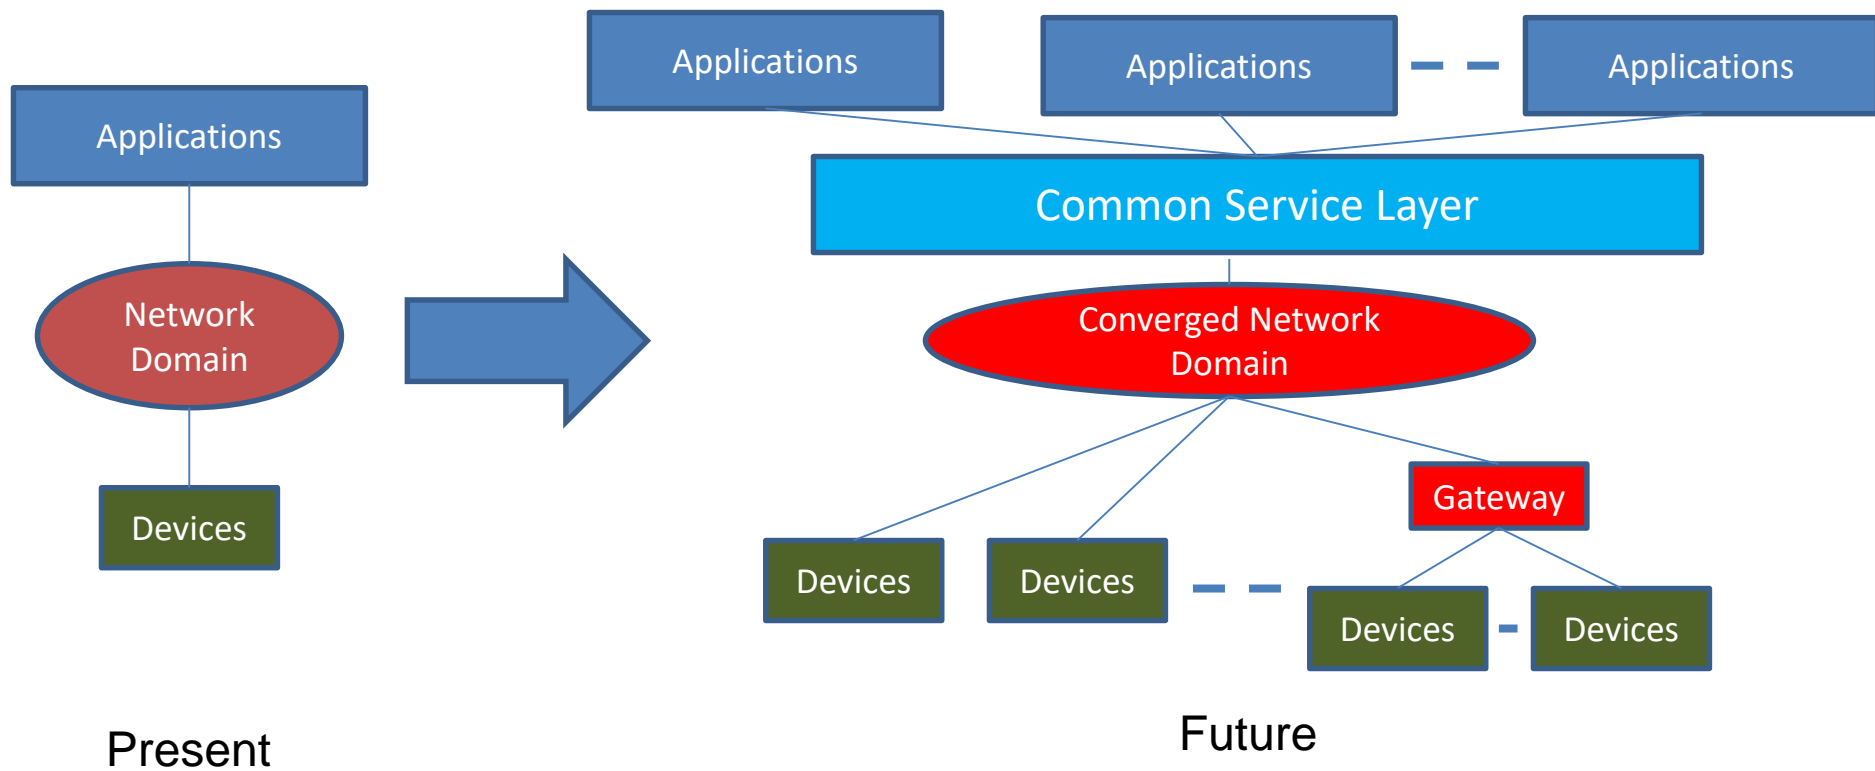 Applications
Network
Domain
Devices
Present
Applications
Applications
Applications
Common Service Layer
Converged Network
Domain
Gateway
Devices
Devices
Devices
Devices
Future